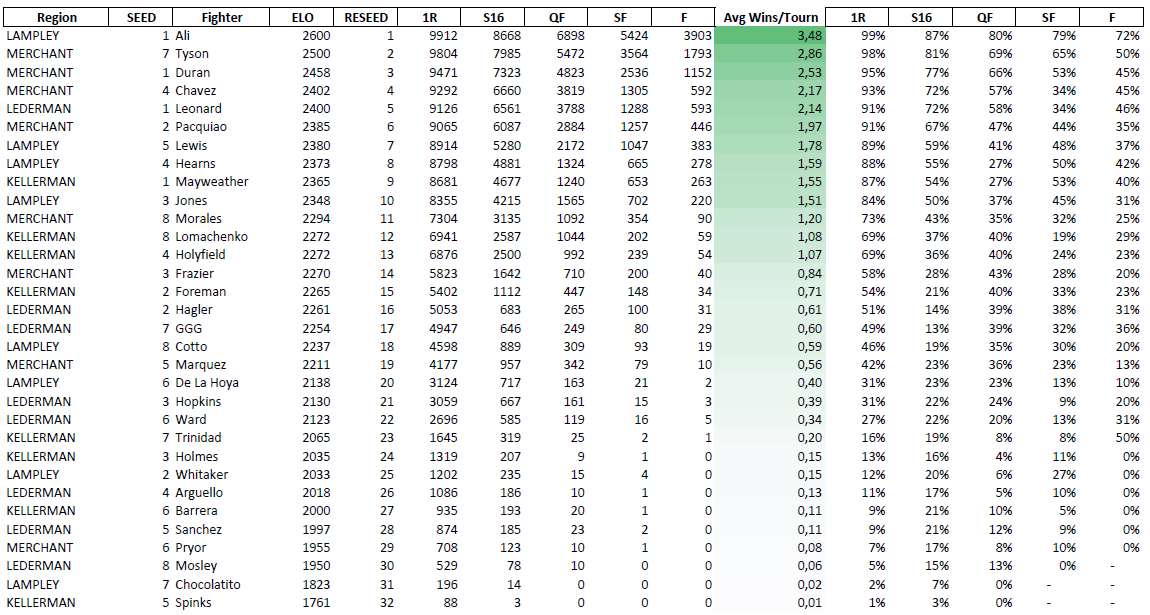 Region SEED Fighter ELO RESEED 1R S16 QF SF F Avg Wins/Tourn 1R S16 QF SF F
LAMPLEY 1 Ali 2600 1 9912 8668 6898 5424 3903 3,48 99% 87% 80% 79% 72%
MERCHANT 7 Tyson 2500 2 9804 7985 5472 3564 1793 2,86 98% 81% 69% 65% 50%
MERCHANT 1 Duran 2458 3 9471 7323 4823 2536 1152 2,53 95% 77% 66% 53% 45%
MERCHANT 4 Chavez 2402 4 9292 6660 3819 1305 592 2,17 93% 72% 57% 34% 45%
LEDERMAN 1 Leonard 2400 5 9126 6561 3788 1288 593 2,14 91% 72% 58% 34% 46%
MERCHANT 2 Pacquiao 2385 6 9065 6087 2884 1257 446 1,97 91% 67% 47% 44% 35%
LAMPLEY 5 Lewis 2380 7 8914 5280 2172 1047 383 1,78 89% 59% 41% 48% 37%
LAMPLEY 4 Hearns 2373 8 8798 4881 1324 665 278 1,59 88% 55% 27% 50% 42%
KELLERMAN 1 Mayweather 2365 9 8681 4677 1240 653 263 1,55 87% 54% 27% 53% 40%
LAMPLEY 3 Jones 2348 10 8355 4215 1565 702 220 1,51 84% 50% 37% 45% 31%
MERCHANT 8 Morales 2294 11 7304 3135 1092 354 90 1,20 73% 43% 35% 32% 25%
KELLERMAN 8 Lomachenko 2272 12 6941 2587 1044 202 59 1,08 69% 37% 40% 19% 29%
KELLERMAN 4 Holyfield 2272 13 6876 2500 992 239 54 1,07 69% 36% 40% 24% 23%
MERCHANT 3 Frazier 2270 14 5823 1642 710 200 40 0,84 58% 28% 43% 28% 20%
KELLERMAN 2 Foreman 2265 15 5402 1112 447 148 34 0,71 54% 21% 40% 33% 23%
LEDERMAN 2 Hagler 2261 16 5053 683 265 100 31 0,61 51% 14% 39% 38% 31%
LEDERMAN 7 GGG 2254 17 4947 646 249 80 29 0,60 49% 13% 39% 32% 36%
LAMPLEY 8 Cotto 2237 18 4598 889 309 93 19 0,59 46% 19% 35% 30% 20%
MERCHANT 5 Marquez 2211 19 4177 957 342 79 10 0,56 42% 23% 36% 23% 13%
LAMPLEY 6 De La Hoya 2138 20 3124 717 163 21 2 0,40 31% 23% 23% 13% 10%
LEDERMAN 3 Hopkins 2130 21 3059 667 161 15 3 0,39 31% 22% 24% 9% 20%
LEDERMAN 6 Ward 2123 22 2696 585 119 16 5 0,34 27% 22% 20% 13% 31%
KELLERMAN 7 Trinidad 2065 23 1645 319 25 2 1 0,20 16% 19% 8% 8% 50%
KELLERMAN 3 Holmes 2035 24 1319 207 9 1 0 0,15 13% 16% 4% 11% 0%
LAMPLEY 2 Whitaker 2033 25 1202 235 15 4 0 0,15 12% 20% 6% 27% 0%
LEDERMAN 4 Arguello 2018 26 1086 186 10 1 0 0,13 11% 17% 5% 10% 0%
KELLERMAN 6 Barrera 2000 27 935 193 20 1 0 0,11 9% 21% 10% 5% 0%
LEDERMAN 5 Sanchez 1997 28 874 185 23 2 0 0,11 9% 21% 12% 9% 0%
MERCHANT 6 Pryor 1955 29 708 123 10 1 0 0,08 7% 17% 8% 10% 0%
LEDERMAN 8 Mosley 1950 30 529 78 10 0 0 0,06 5% 15% 13% 0% -
LAMPLEY 7 Chocolatito 1823 31 196 14 0 0 0 0,02 2% 7% 0% - -
KELLERMAN 5 Spinks 1761 32 88 3 0 0 0 0,01 1% 3% 0% - -